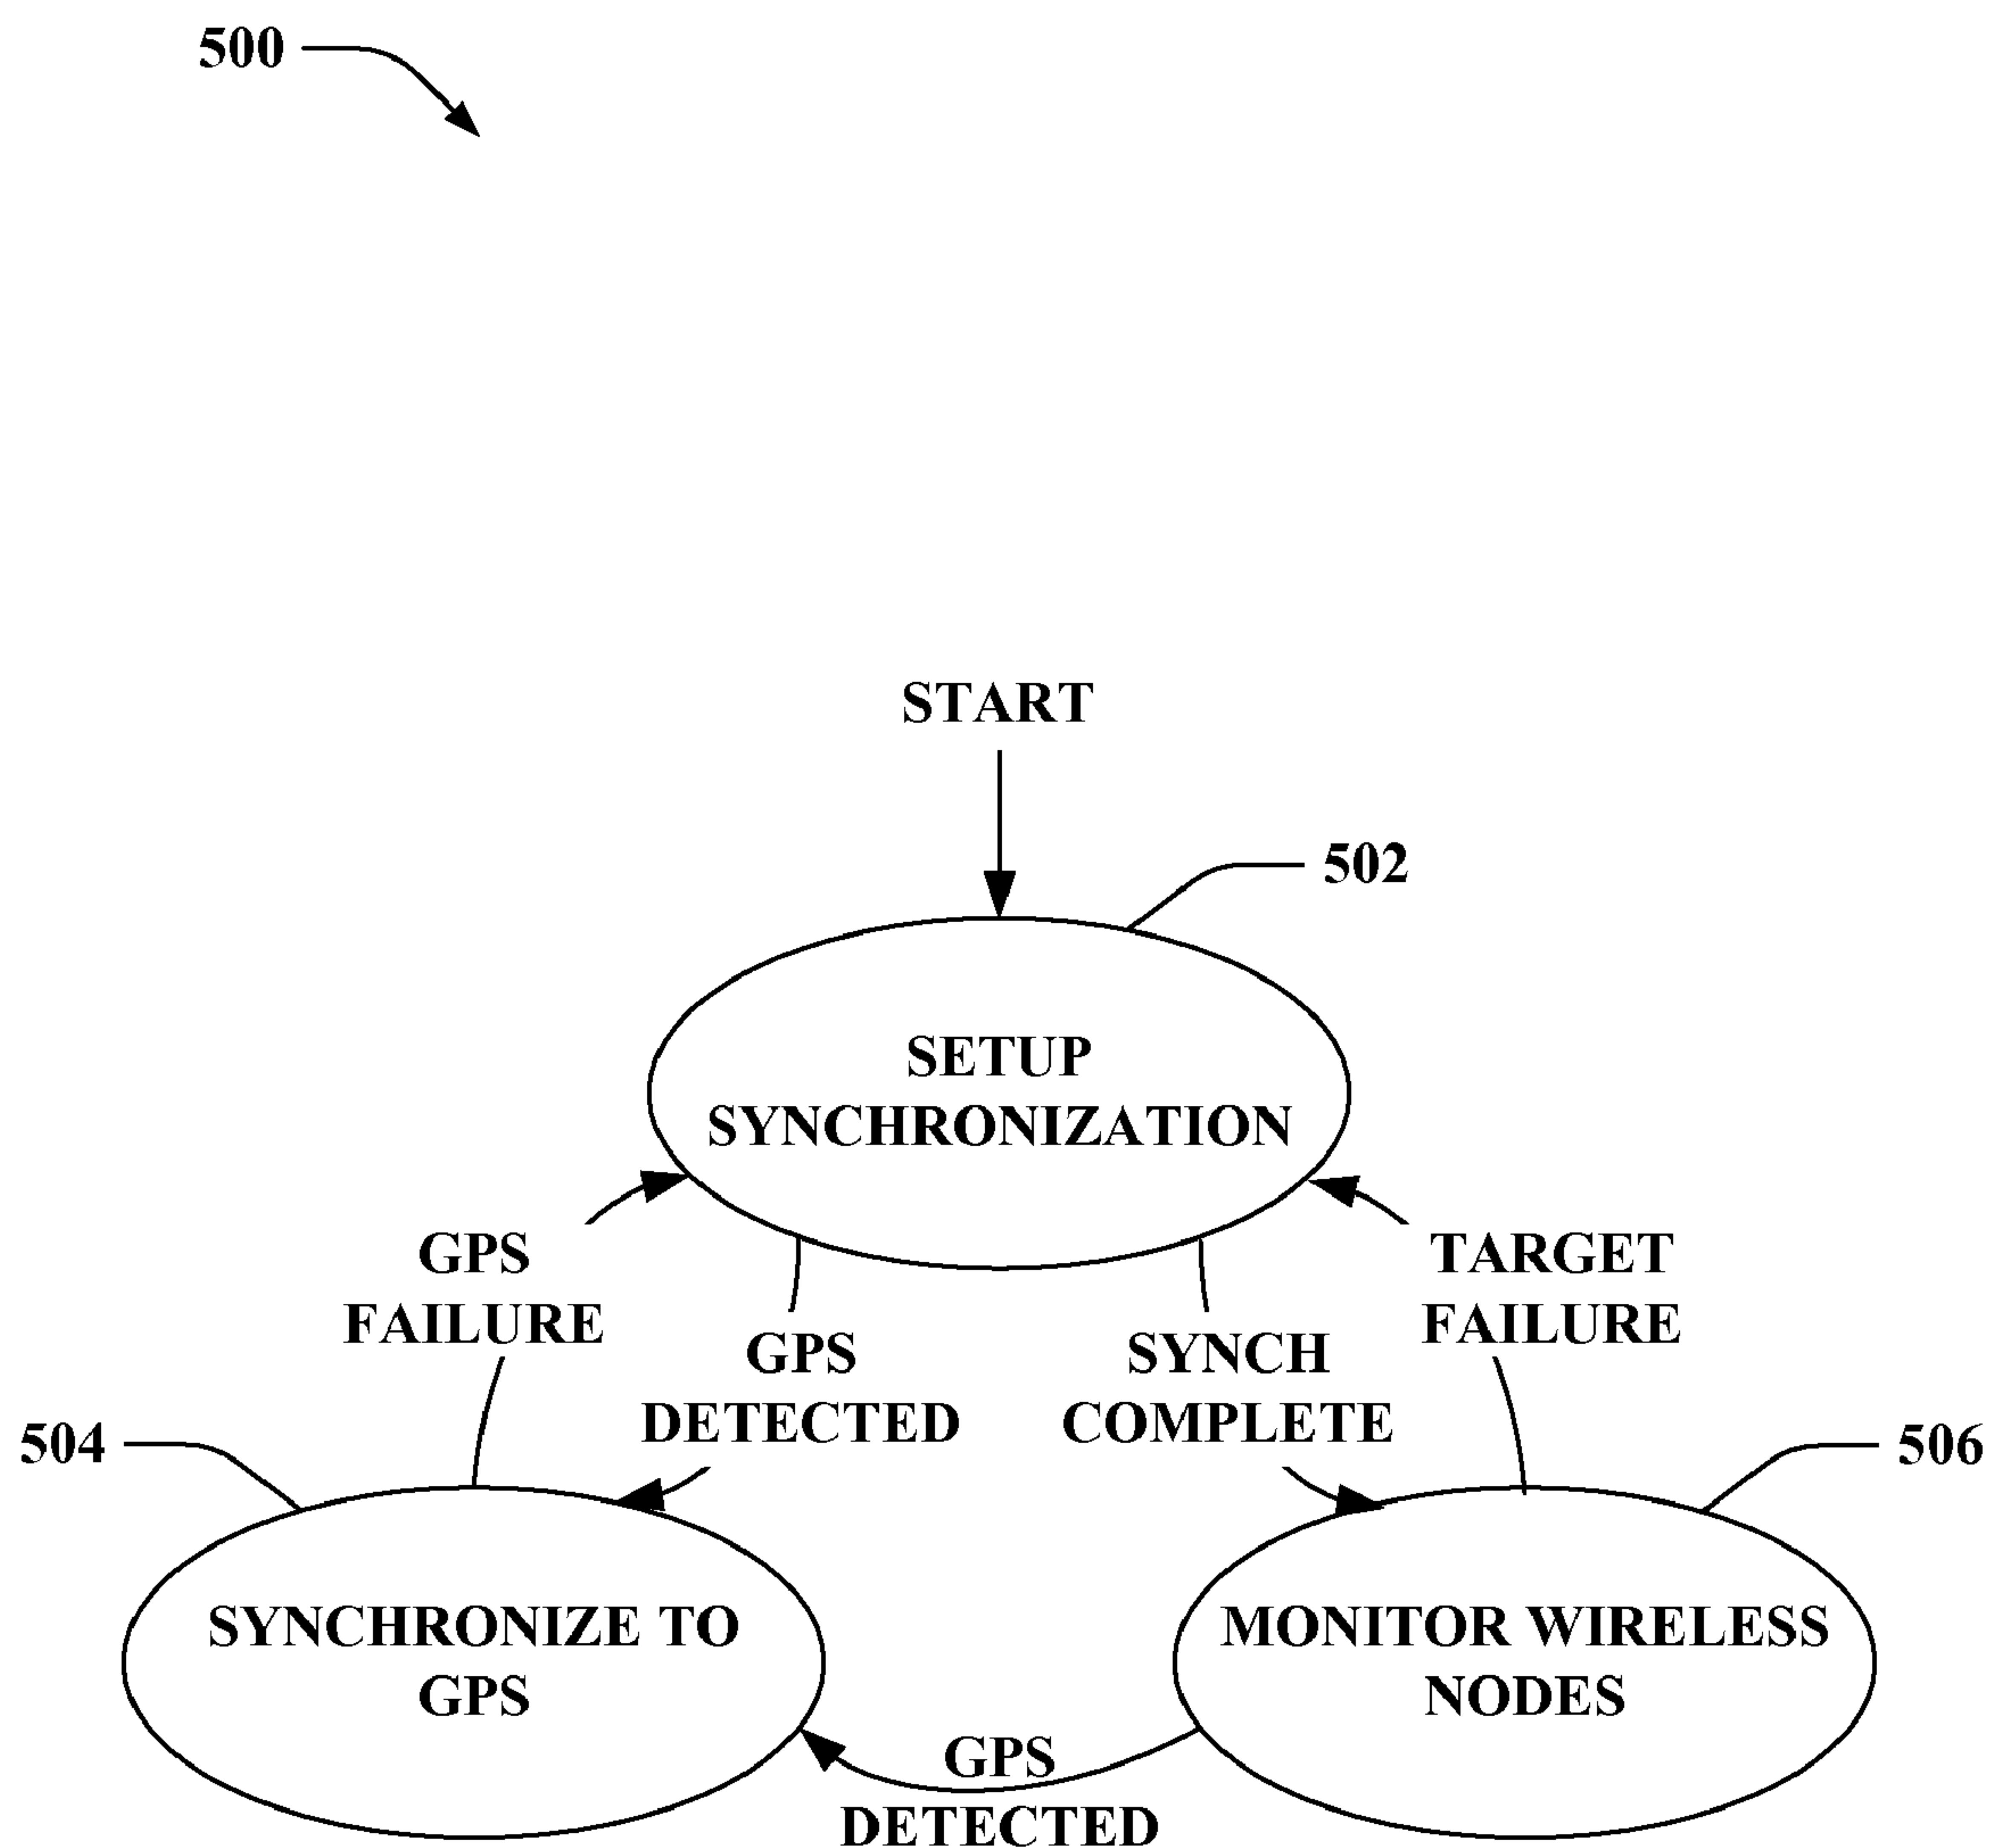 500
START
502
SETUP
SYNCHRONIZATION
GPS
FAILURE
TARGET
FAILURE
GPS
DETECTED
SYNCH
COMPLETE
504
506
SYNCHRONIZE TO
GPS
MONITOR WIRELESS
NODES
GPS
DETECTED